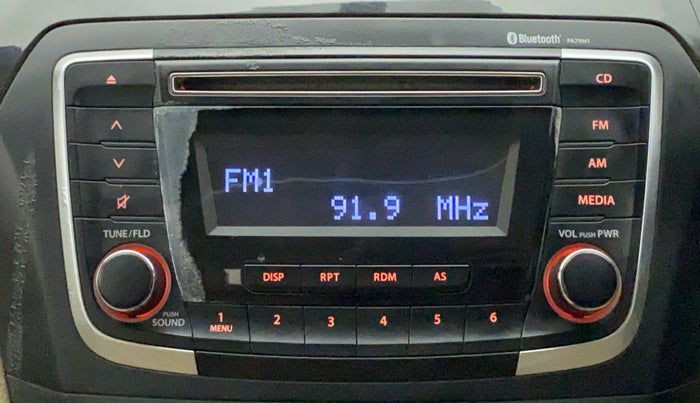 Bluetooth® PA79M1
CD
FM
AM
MEDIA
FM1
91.9 MHz
TUNE/FLD
VOL PUSH PWR
DISP RPT RDM AS
PUSH
SOUND
1 2 3 4 5 6
MENU